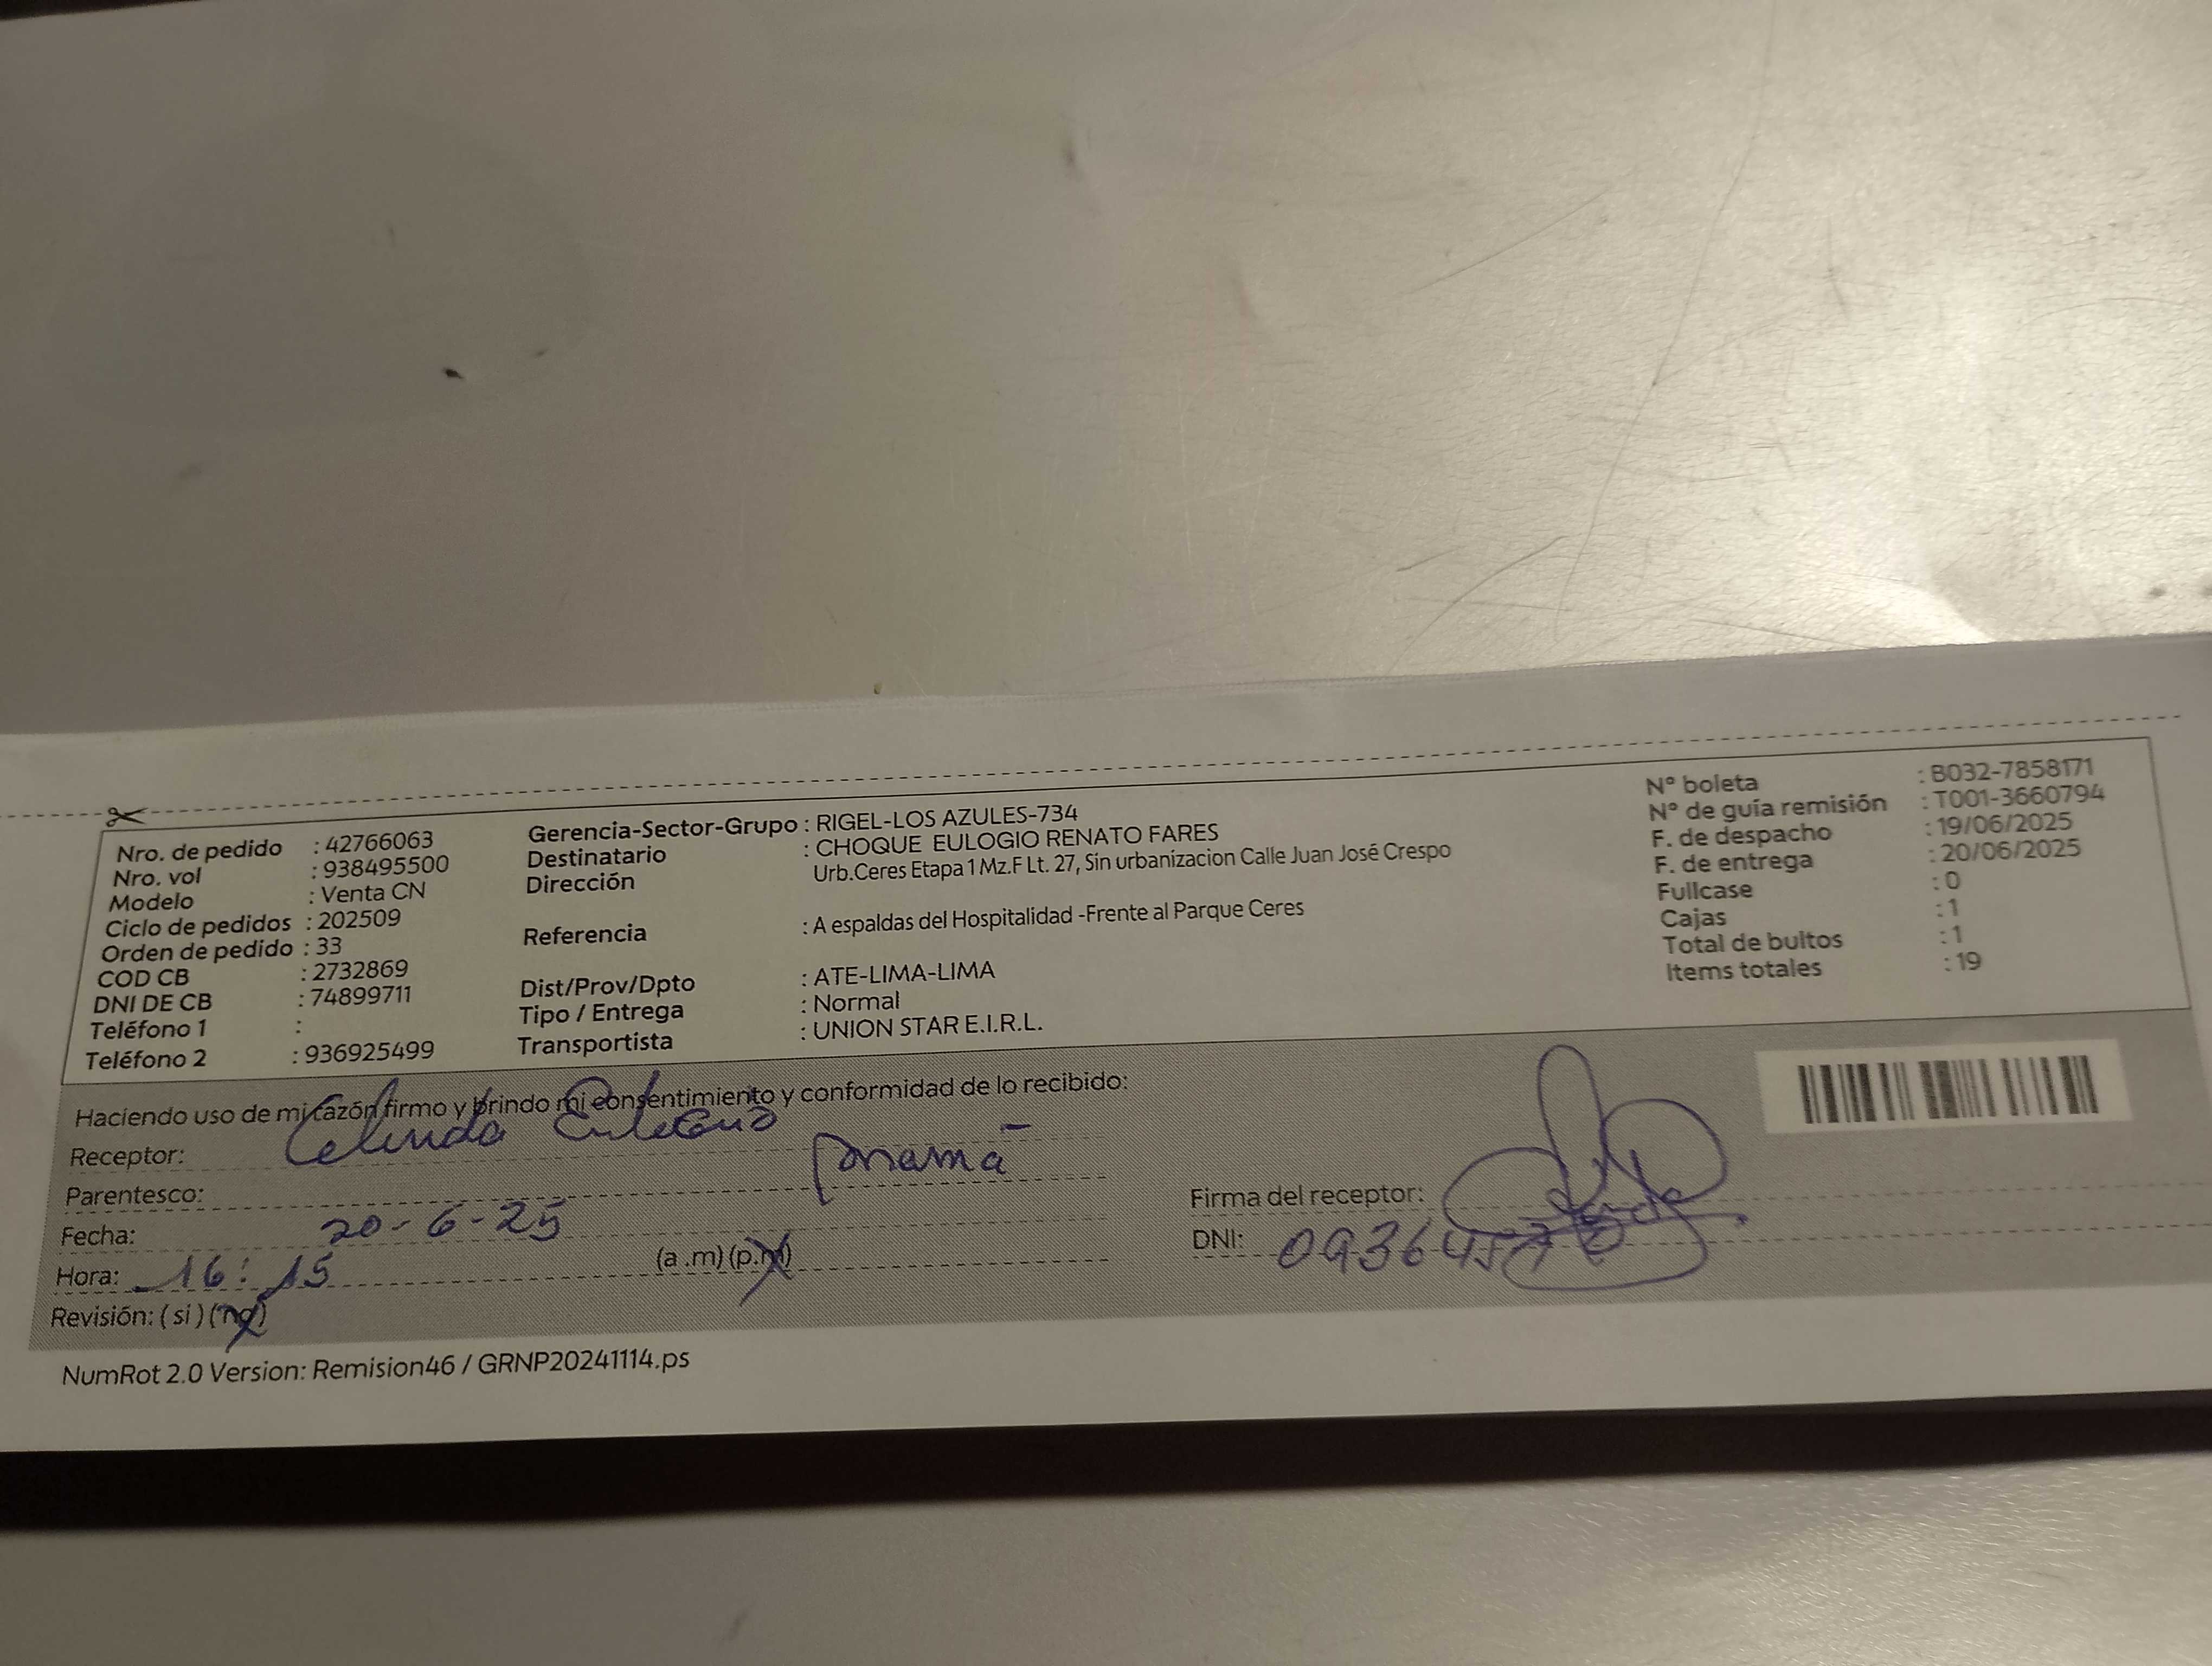 Nro. de pedido : 42766063
Nro. vol : 938495500
Modelo : Venta CN
Ciclo de pedidos : 202509
Orden de pedido : 33
COD CB : 2732869
DNI DE CB : 74899711
Teléfono 1 :
Teléfono 2 : 936925499
Gerencia-Sector-Grupo : RIGEL-LOS AZULES-734
Destinatario : CHOQUE EULOGIO RENATO FARES
Dirección Urb.Ceres Etapa 1 Mz.F Lt. 27, Sin urbanizacion Calle Juan José Crespo
Referencia : A espaldas del Hospitalidad -Frente al Parque Ceres
Dist/Prov/Dpto : ATE-LIMA-LIMA
Tipo / Entrega : Normal
Transportista : UNION STAR E.I.R.L.
N° boleta : B032-7858171
N° de guía remisión : T001-3660794
F. de despacho : 19/06/2025
F. de entrega : 20/06/2025
Fullcase : 0
Cajas : 1
Total de bultos : 1
Items totales : 19
Haciendo uso de mi razón firmo y brindo mi consentimiento y conformidad de lo recibido:
Receptor: Celinda
Parentesco: mamá
Fecha: 20-6-25
Hora: 16:15 (a.m) (p.m)
Revisión: (si) (no)
Firma del receptor:
DNI:
NumRot 2.0 Version: Remision46 / GRNP20241114.ps